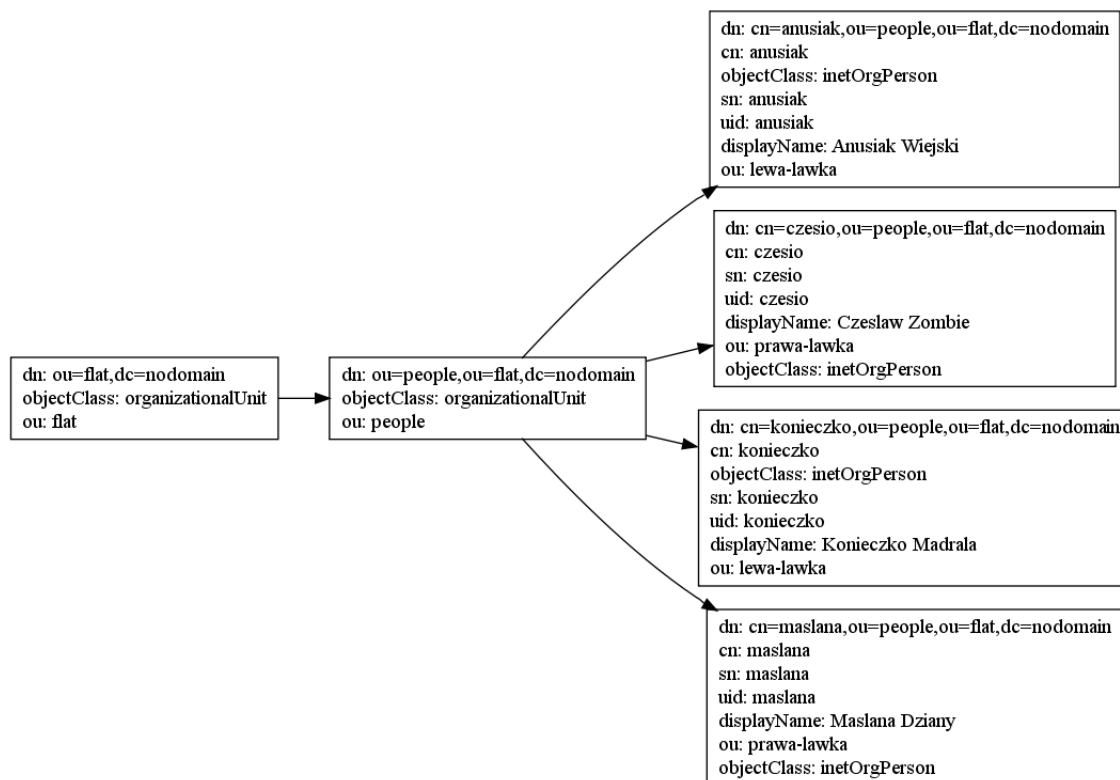 dn: ou=flat,dc=nodomain
objectClass: organizationalUnit
ou: flat
dn: ou=people,ou=flat,dc=nodomain
objectClass: organizationalUnit
ou: people
dn: cn=anusiak,ou=people,ou=flat,dc=nodomain
cn: anusiak
objectClass: inetOrgPerson
sn: anusiak
uid: anusiak
displayName: Anusiak Wiejski
ou: lewa-lawka
dn: cn=czesio,ou=people,ou=flat,dc=nodomain
cn: czesio
sn: czesio
uid: czesio
displayName: Czeslaw Zombie
ou: prawa-lawka
objectClass: inetOrgPerson
dn: cn=konieczko,ou=people,ou=flat,dc=nodomain
cn: konieczko
objectClass: inetOrgPerson
sn: konieczko
uid: konieczko
displayName: Konieczko Madrala
ou: lewa-lawka
dn: cn=maslana,ou=people,ou=flat,dc=nodomain
cn: maslana
sn: maslana
uid: maslana
displayName: Maslana Dziany
ou: prawa-lawka
objectClass: inetOrgPerson